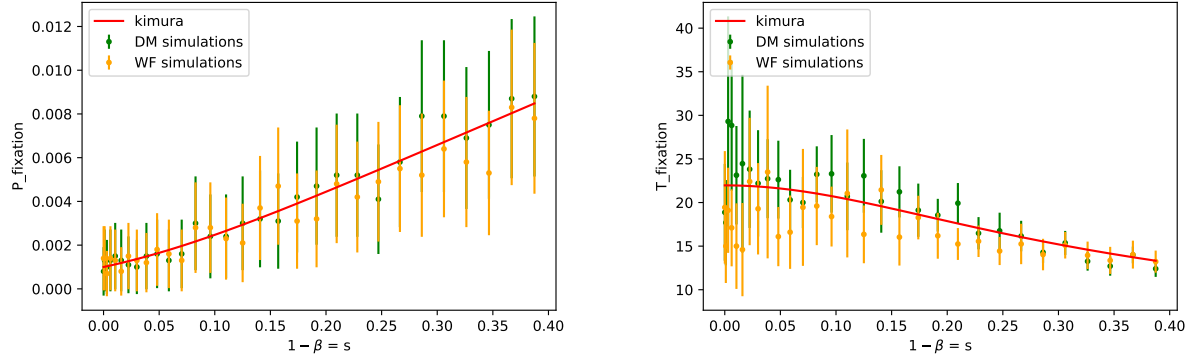 kimura
DM simulations
WF simulations
0.012
0.010
0.008
0.006
0.004
0.002
0.000
P_fixation
0.00 0.05 0.10 0.15 0.20 0.25 0.30 0.35 0.40
1 − β = s
kimura
DM simulations
WF simulations
40
35
30
25
20
15
10
T_fixation
0.00 0.05 0.10 0.15 0.20 0.25 0.30 0.35 0.40
1 − β = s